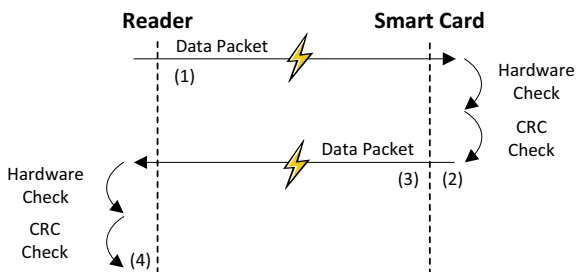 Reader
Smart Card
Data Packet
(1)
Hardware
Check
CRC
Check
Data Packet
(3)
(2)
Hardware
Check
CRC
Check
(4)